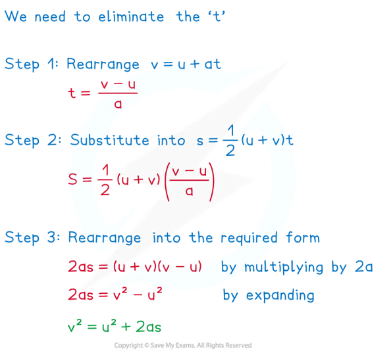 We need to eliminate the 't'
Step 1: Rearrange v = u + at
t = (v - u)/a
Step 2: Substitute into s = 1/2 (u + v)t
S = 1/2 (u + v) ((v - u)/a)
Step 3: Rearrange into the required form
2as = (u + v)(v - u) by multiplying by 2a
2as = v² - u² by expanding
v² = u² + 2as
Copyright © Save My Exams. All Rights Reserved